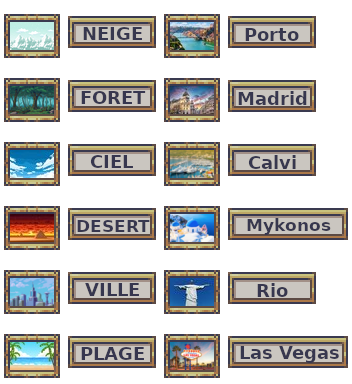 NEIGE
Porto
FORET
Madrid
CIEL
Calvi
DESERT
Mykonos
VILLE
Rio
PLAGE
Las Vegas